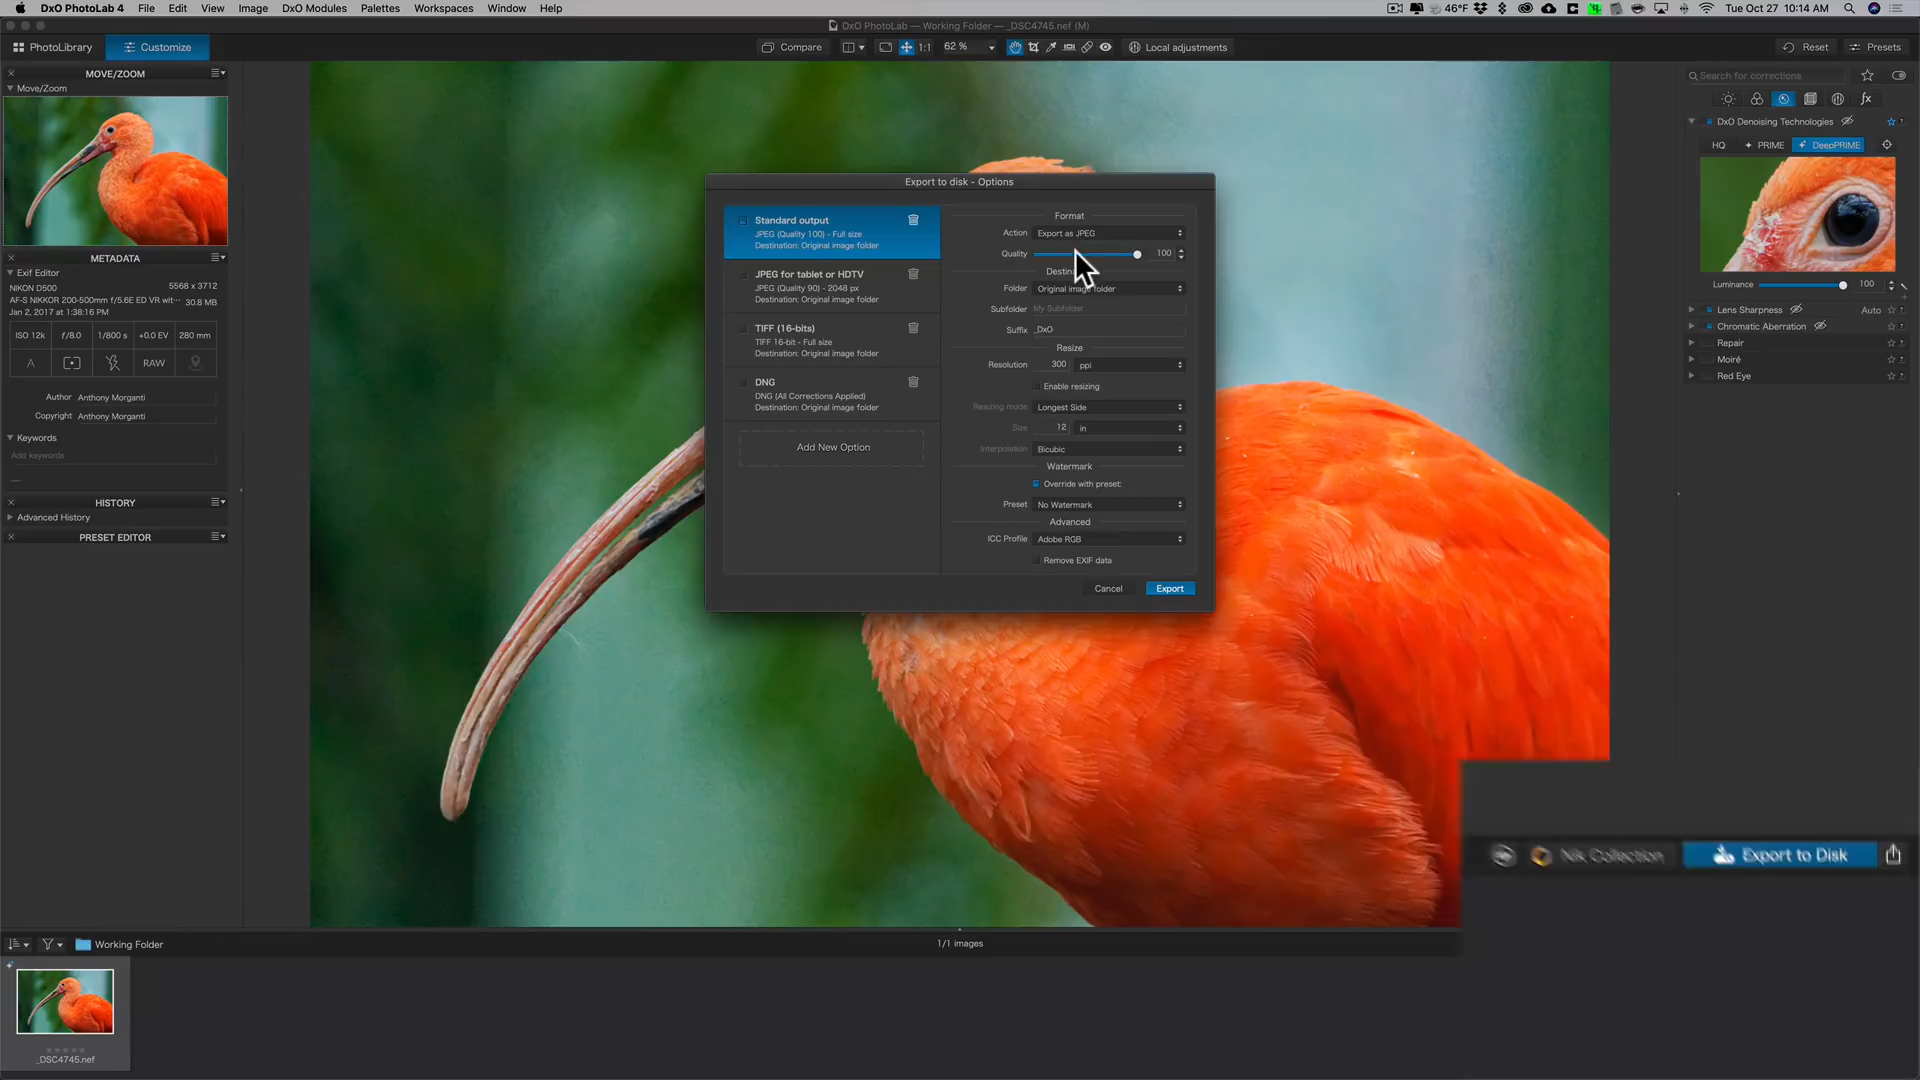 DxO PhotoLab 4 File Edit View Image DxO Modules Palettes Workspaces Window Help
46°F Tue Oct 27 10:14 AM
DxO PhotoLab — Working Folder — _DSC4745.nef (M)
PhotoLibrary Customize
Compare 1:1 62 % Local adjustments Reset Presets
MOVE/ZOOM
Move/Zoom
METADATA
Exif Editor
NIKON D500 5568 x 3712
AF-S NIKKOR 200-500mm f/5.6E ED VR wit··· 30.8 MB
Jan 2, 2017 at 1:38:16 PM
ISO 12k ƒ/8.0 1/800 s +0.0 EV 280 mm
A RAW
Author Anthony Morganti
Copyright Anthony Morganti
Keywords
Add keywords
—
HISTORY
Advanced History
PRESET EDITOR
Export to disk - Options
Standard output
JPEG (Quality 100) - Full size
Destination: Original image folder
JPEG for tablet or HDTV
JPEG (Quality 90) - 2048 px
Destination: Original image folder
TIFF (16-bits)
TIFF 16-bit - Full size
Destination: Original image folder
DNG
DNG (All Corrections Applied)
Destination: Original image folder
Add New Option
Format
Action Export as JPEG
Quality 100
Folder Original image folder
Subfolder My Subfolder
Suffix _DxO
Resize
Resolution 300 ppi
Enable resizing
Resizing mode Longest Side
Size 12 in
Interpolation Bicubic
Watermark
Override with preset:
Preset No Watermark
Advanced
ICC Profile Adobe RGB
Remove EXIF data
Cancel Export
Search for corrections
fx
DxO Denoising Technologies
HQ PRIME DeepPRIME
Luminance 100
Lens Sharpness Auto
Chromatic Aberration
Repair
Moiré
Red Eye
Nik Collection Export to Disk
Working Folder
1/1 images
_DSC4745.nef